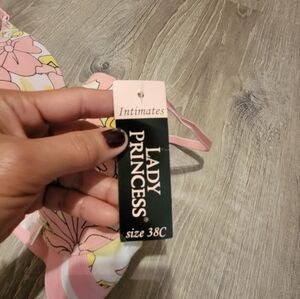 Intimates
LADY
PRINCESS®
size 38C